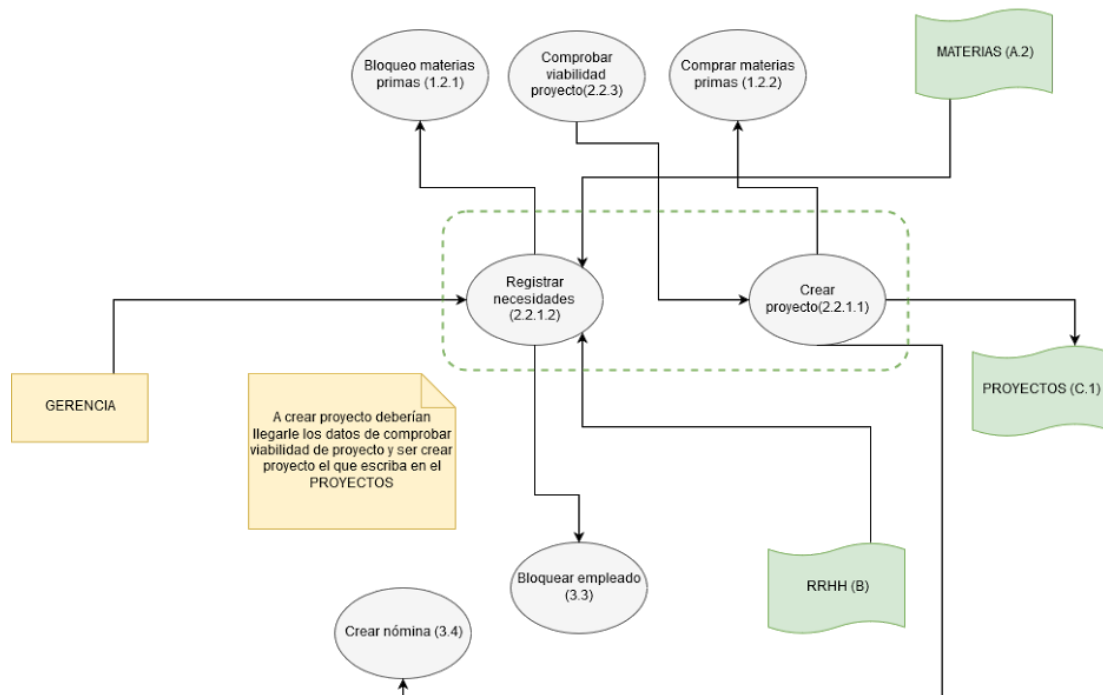 MATERIAS (A.2)
Bloqueo materias
primas (1.2.1)
Comprobar
viabilidad
proyecto(2.2.3)
Comprar materias
primas (1.2.2)
Registrar
necesidades
(2.2.1.2)
Crear
proyecto(2.2.1.1)
GERENCIA
A crear proyecto deberían
llegarle los datos de comprobar
viabilidad de proyecto y ser crear
proyecto el que escriba en el
PROYECTOS
PROYECTOS (C.1)
Bloquear empleado
(3.3)
RRHH (B)
Crear nómina (3.4)